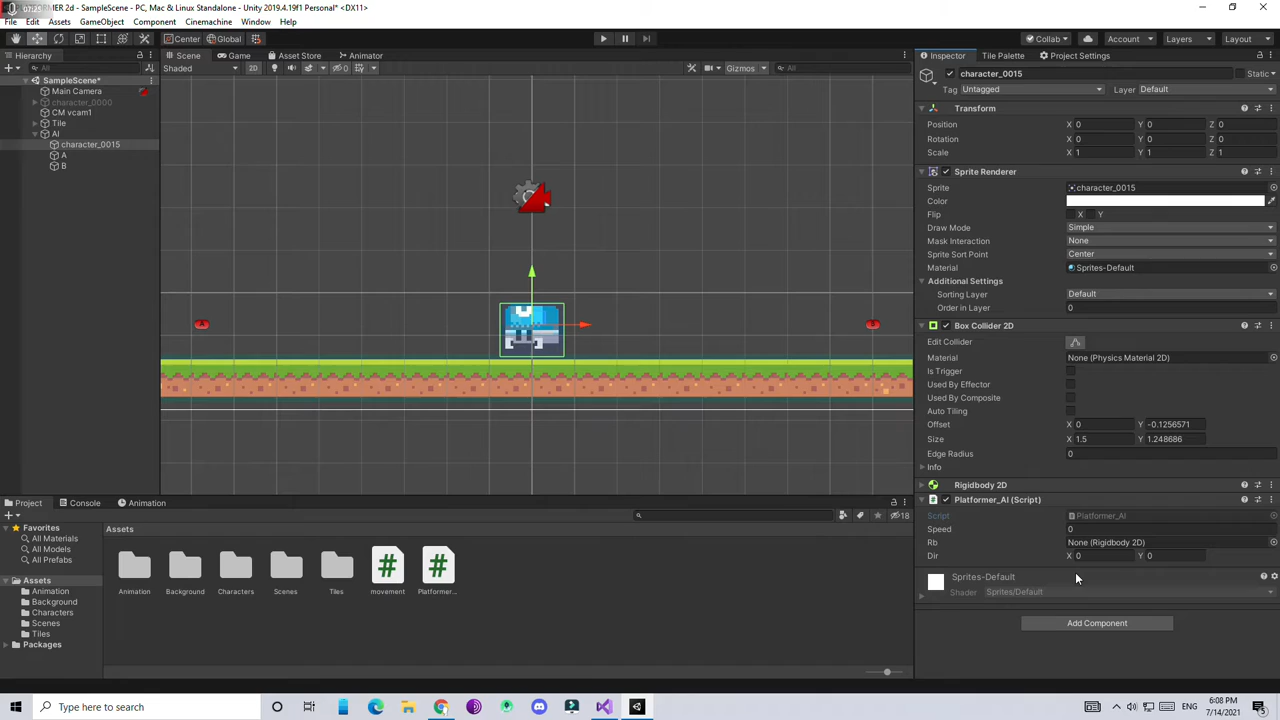 RMER 2d - SampleScene - PC, Mac & Linux Standalone - Unity 2019.4.19f1 Personal* <DX11>
File Edit Assets GameObject Component Cinemachine Window Help
Center Global Collab Account Layers Layout
Hierarchy Scene Game Asset Store Animator Inspector Tile Palette Project Settings
All Shaded 2D 0 Gizmos All character_0015 Static
SampleScene*
Main Camera
character_0000
CM vcam1
Tile
AI
character_0015
A
B
A
B
Tag Untagged Layer Default
Transform
Position X 0 Y 0 Z 0
Rotation X 0 Y 0 Z 0
Scale X 1 Y 1 Z 1
Sprite Renderer
Sprite character_0015
Color
Flip X Y
Draw Mode Simple
Mask Interaction None
Sprite Sort Point Center
Material Sprites-Default
Additional Settings
Sorting Layer Default
Order in Layer 0
Box Collider 2D
Edit Collider
Material None (Physics Material 2D)
Is Trigger
Used By Effector
Used By Composite
Auto Tiling
Offset X 0 Y -0.1256571
Size X 1.5 Y 1.248686
Edge Radius 0
Info
Rigidbody 2D
Platformer_AI (Script)
Script Platformer_AI
Speed 0
Rb None (Rigidbody 2D)
Dir X 0 Y 0
Sprites-Default
Shader Sprites/Default
Add Component
Project Console Animation
18
Favorites
All Materials
All Models
All Prefabs
Assets
Animation
Background
Characters
Scenes
Tiles
Packages
Assets
Animation Background Characters Scenes Tiles movement Platformer...
Type here to search
ENG 6:08 PM
7/14/2021